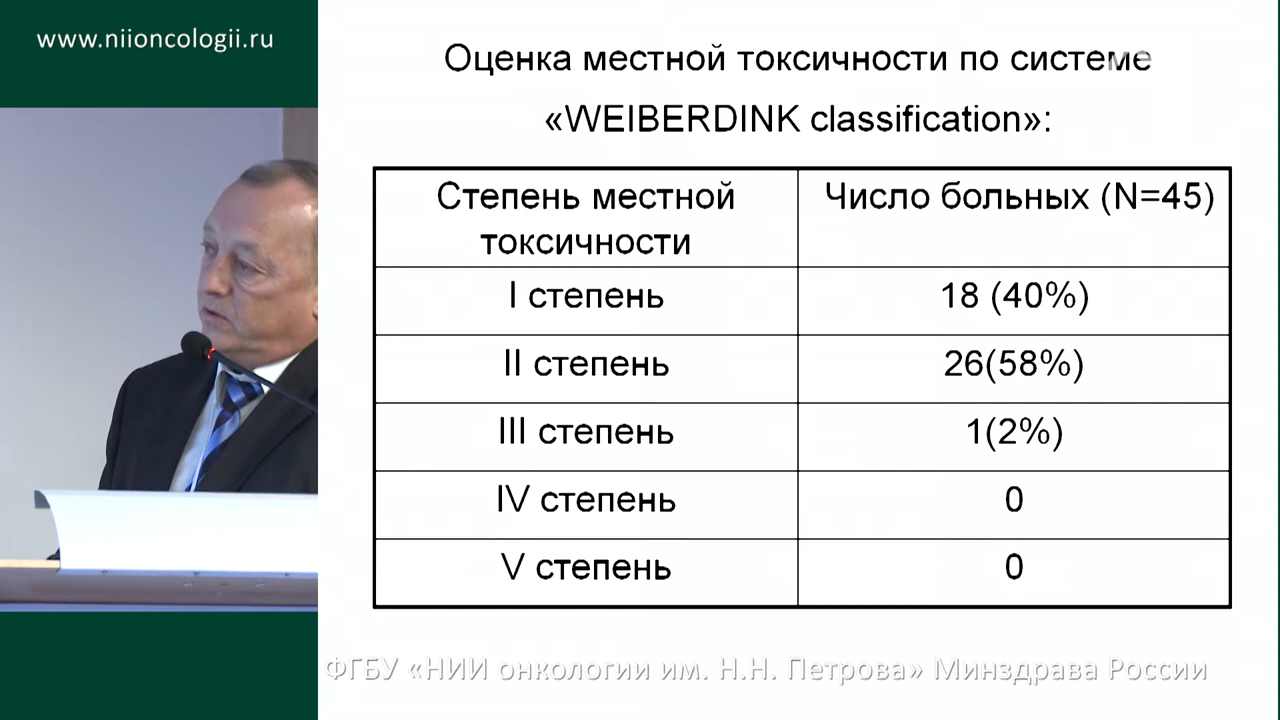 www.niioncologii.ru
Оценка местной токсичности по системе
«WEIBERDINK classification»:
Степень местной
токсичности
Число больных (N=45)
I степень
18 (40%)
II степень
26(58%)
III степень
1(2%)
IV степень
0
V степень
0
ФГБУ «НИИ онкологии им. Н.Н. Петрова» Минздрава России